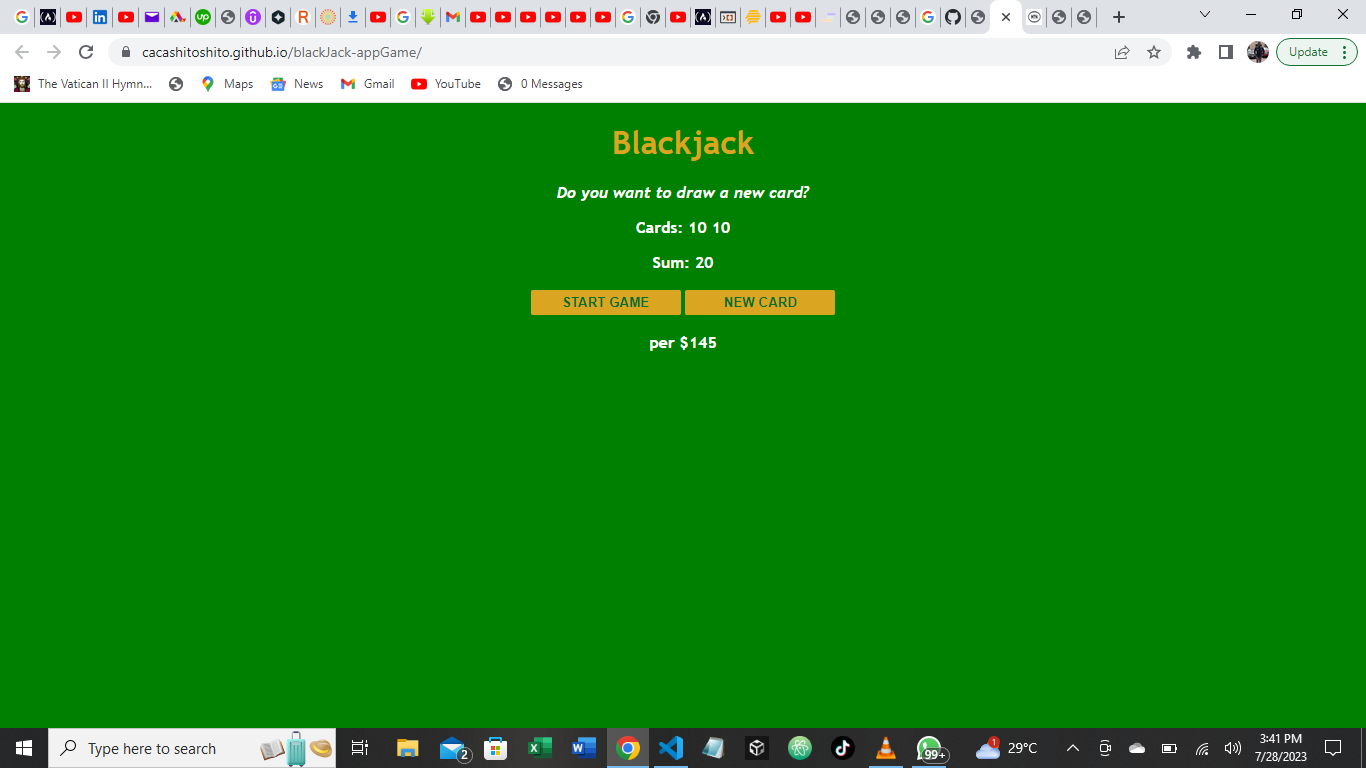 cacashitoshito.github.io/blackJack-appGame/
Update
The Vatican II Hymn...
Maps
News
Gmail
YouTube
0 Messages
Blackjack
Do you want to draw a new card?
Cards: 10 10
Sum: 20
START GAME
NEW CARD
per $145
Type here to search
2
99+
1
29°C
3:41 PM
7/28/2023